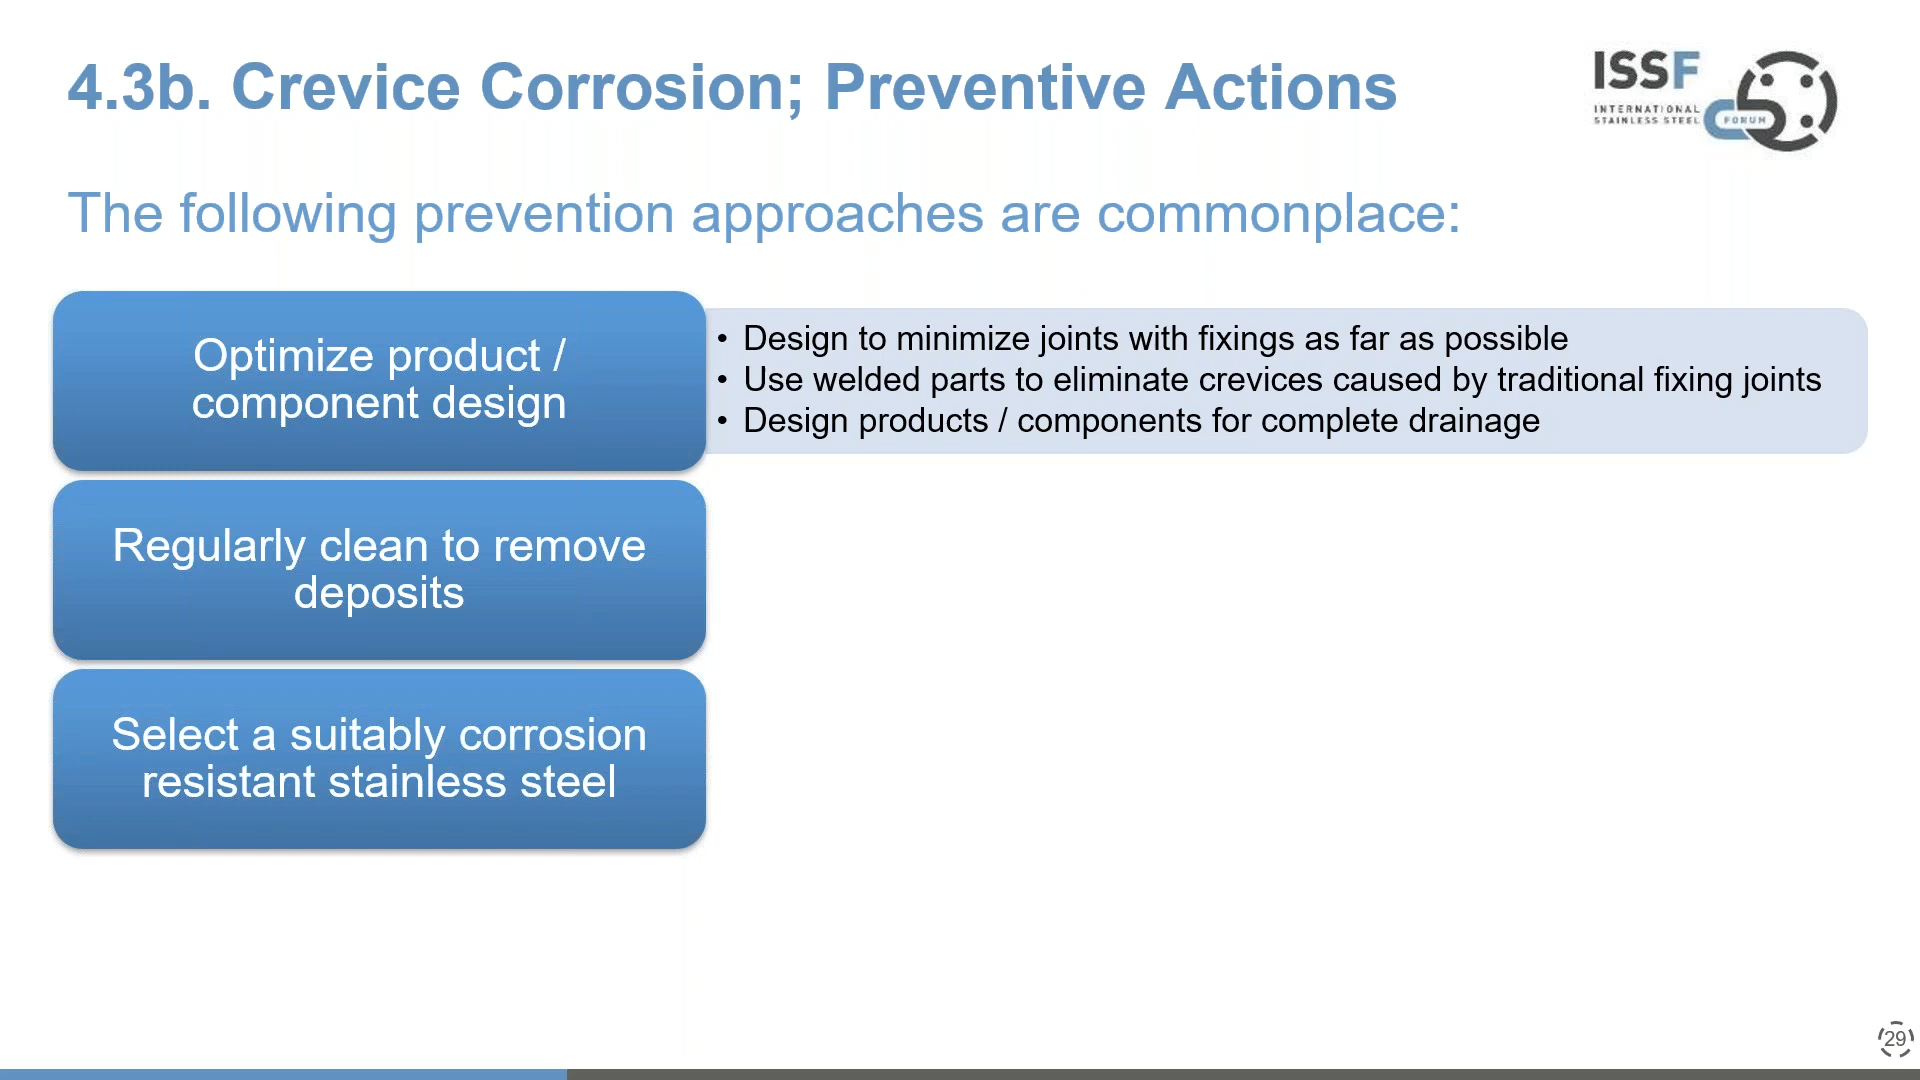 4.3b. Crevice Corrosion; Preventive Actions
ISSF
INTERNATIONAL
STAINLESS STEEL
FORUM
The following prevention approaches are commonplace:
Optimize product /
component design
• Design to minimize joints with fixings as far as possible
• Use welded parts to eliminate crevices caused by traditional fixing joints
• Design products / components for complete drainage
Regularly clean to remove
deposits
Select a suitably corrosion
resistant stainless steel
29